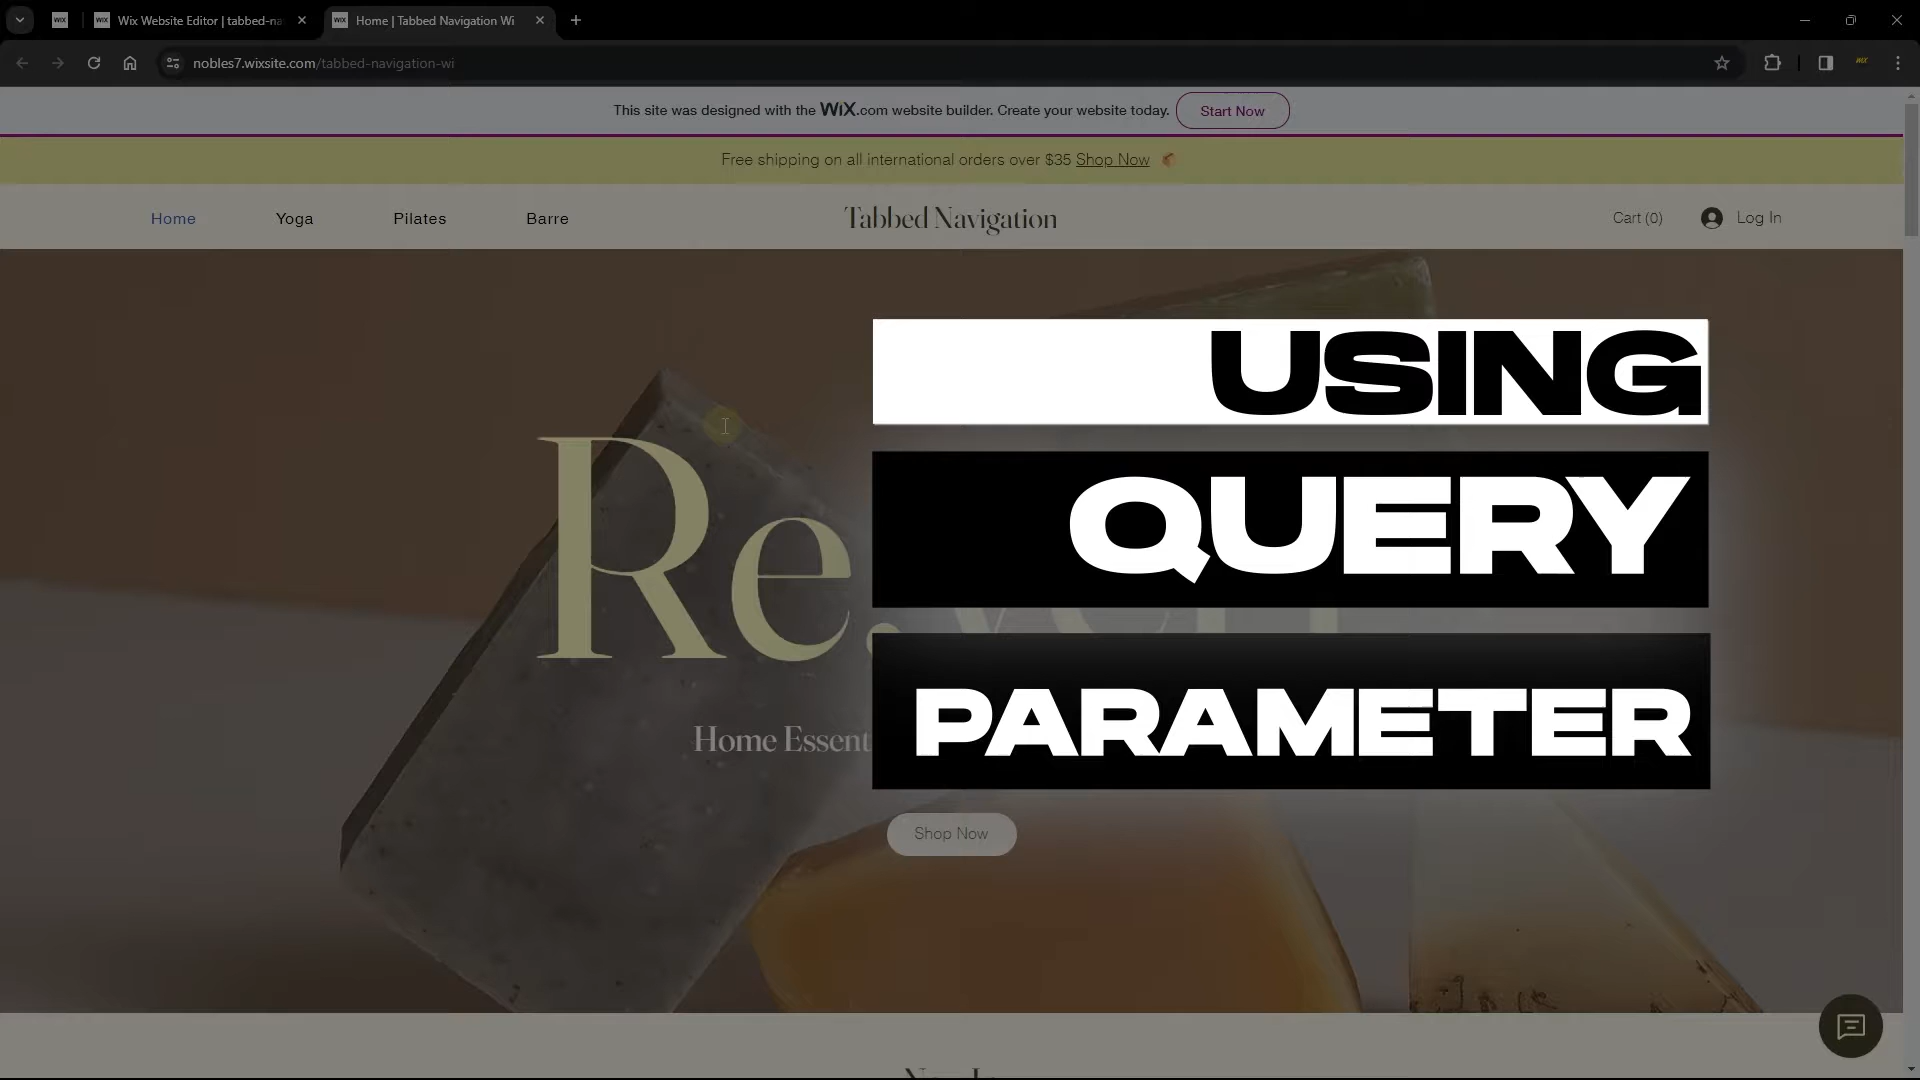 Wix Website Editor | tabbed-na
Home | Tabbed Navigation Wi
nobles7.wixsite.com/tabbed-navigation-wi
This site was designed with the WiX.com website builder. Create your website today. Start Now
Free shipping on all international orders over $35 Shop Now
Home Yoga Pilates Barre Tabbed Navigation Cart (0) Log In
USING
QUERY
PARAMETER
Re.
Home Essent
Shop Now